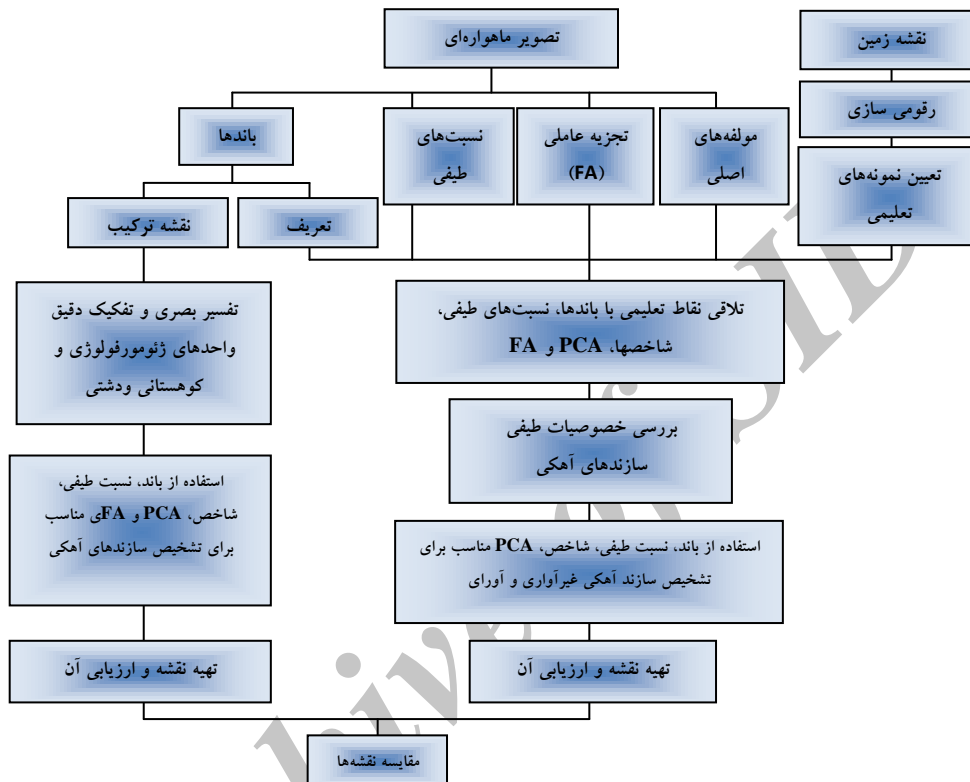 تصویر ماهواره‌ای
نقشه زمین
رقومی سازی
تعیین نمونه‌های
تعلیمی
مولفه‌های
اصلی
تجزیه عاملی
(FA)
نسبت‌های
طیفی
باندها
تعریف
نقشه ترکیب
تلاقی نقاط تعلیمی با باندها، نسبت‌های طیفی،
شاخصها، PCA و FA
تفسیر بصری و تفکیک دقیق
واحدهای ژئومورفولوژی و
کوهستانی ودشتی
بررسی خصوصیات طیفی
سازندهای آهکی
استفاده از باند، نسبت طیفی،
شاخص، PCA و FAی مناسب
برای تشخیص سازندهای آهکی
استفاده از باند، نسبت طیفی، شاخص، PCA مناسب برای
تشخیص سازند آهکی غیرآواری و آورای
تهیه نقشه و ارزیابی آن
تهیه نقشه و ارزیابی آن
مقایسه نقشه‌ها